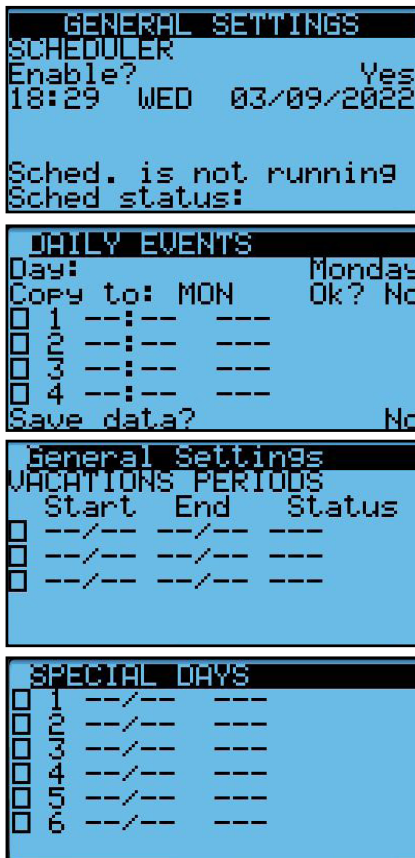 GENERAL SETTINGS
SCHEDULER
Enable? Yes
18:29 WED 03/09/2022
Sched. is not running
Sched status:
DAILY EVENTS
Day: Monday
Copy to: MON Ok? No
1 --:-- ---
2 --:-- ---
3 --:-- ---
4 --:-- ---
Save data? No
General Settings
VACATIONS PERIODS
Start End Status
--/-- --/-- ---
--/-- --/-- ---
--/-- --/-- ---
SPECIAL DAYS
1 --/-- ---
2 --/-- ---
3 --/-- ---
4 --/-- ---
5 --/-- ---
6 --/-- ---